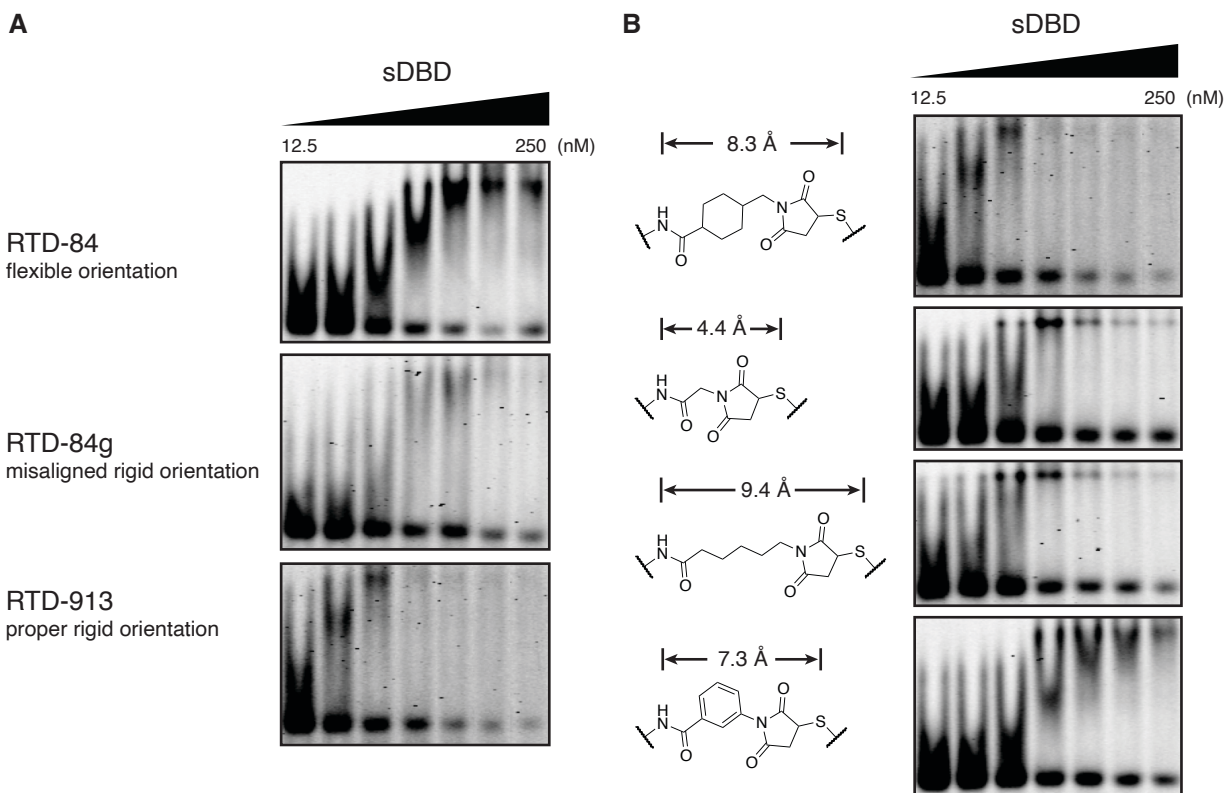 A
sDBD
12.5 250 (nM)
RTD-84
flexible orientation
RTD-84g
misaligned rigid orientation
RTD-913
proper rigid orientation
B
sDBD
12.5 250 (nM)
8.3 Å
H
N
O
N
O
O
S
4.4 Å
H
N
O
N
O
O
S
9.4 Å
H
N
O
N
O
O
S
7.3 Å
H
N
O
N
O
O
S